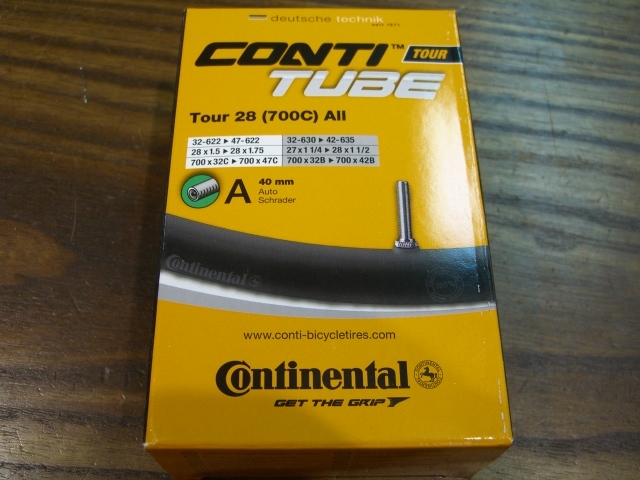 deutsche technik
CONTI™ TOUR
TUBE
Tour 28 (700C) All
32-622 ▸ 47-622 32-630 ▸ 42-635
28 x 1.5 ▸ 28 x 1.75 27 x 1 1/4 ▸ 28 x 1 1/2
700 x 32C ▸ 700 x 47C 700 x 32B ▸ 700 x 42B
A 40 mm
Auto
Schrader
Continental
www.conti-bicycletires.com
Continental
GET THE GRIP